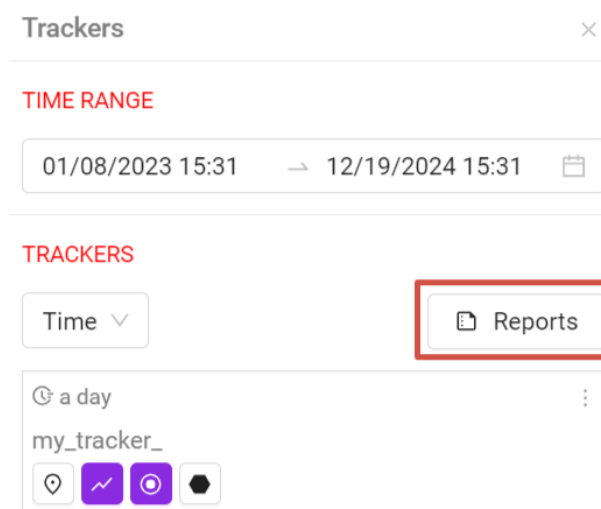 Trackers
TIME RANGE
01/08/2023 15:31 → 12/19/2024 15:31
TRACKERS
Time
Reports
a day
my_tracker_